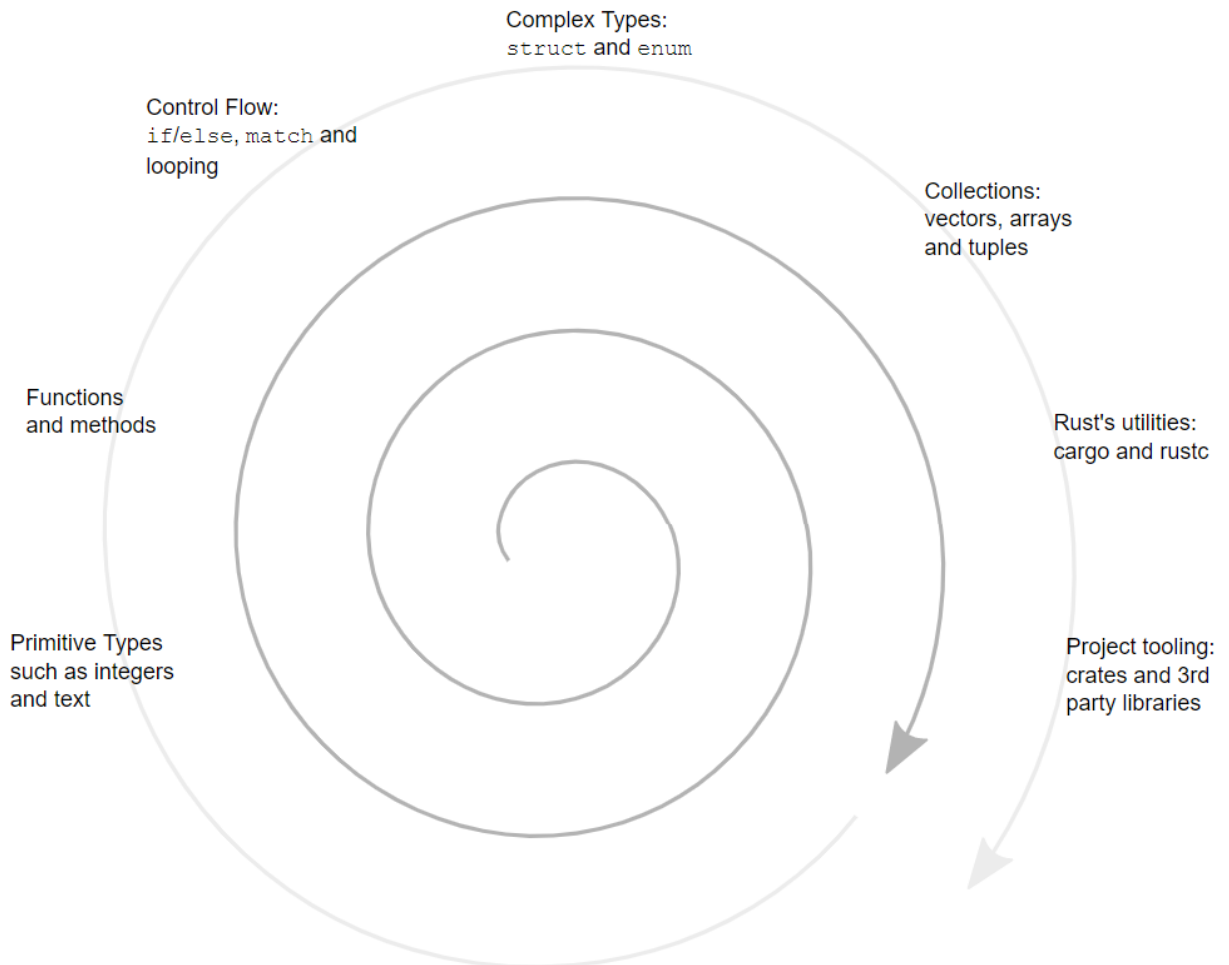 Complex Types:
struct and enum
Control Flow:
if/else, match and
looping
Collections:
vectors, arrays
and tuples
Functions
and methods
Rust's utilities:
cargo and rustc
Primitive Types
such as integers
and text
Project tooling:
crates and 3rd
party libraries